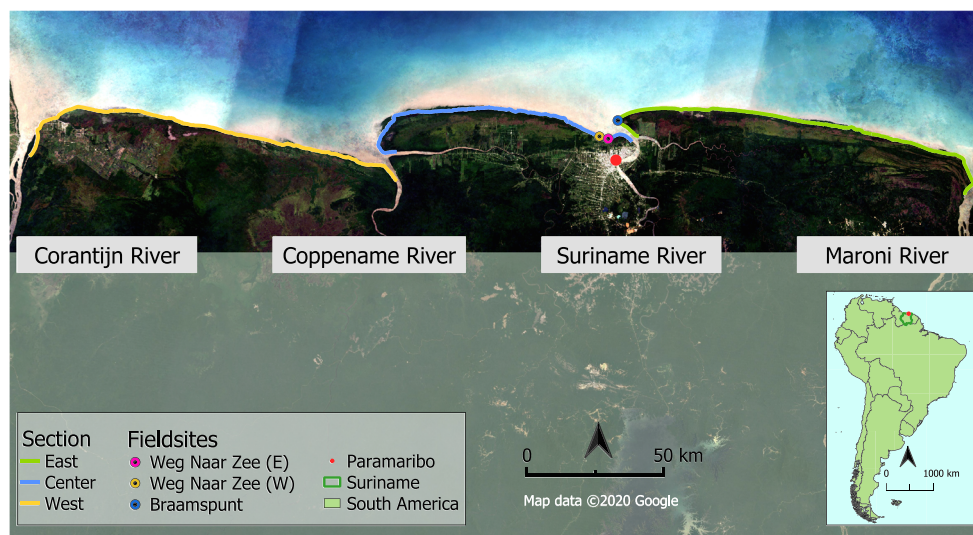 Corantijn River
Coppename River
Suriname River
Maroni River
Section
East
Center
West
Fieldsites
Weg Naar Zee (E)
Weg Naar Zee (W)
Braamspunt
Paramaribo
Suriname
South America
0 50 km
Map data ©2020 Google
0 1000 km